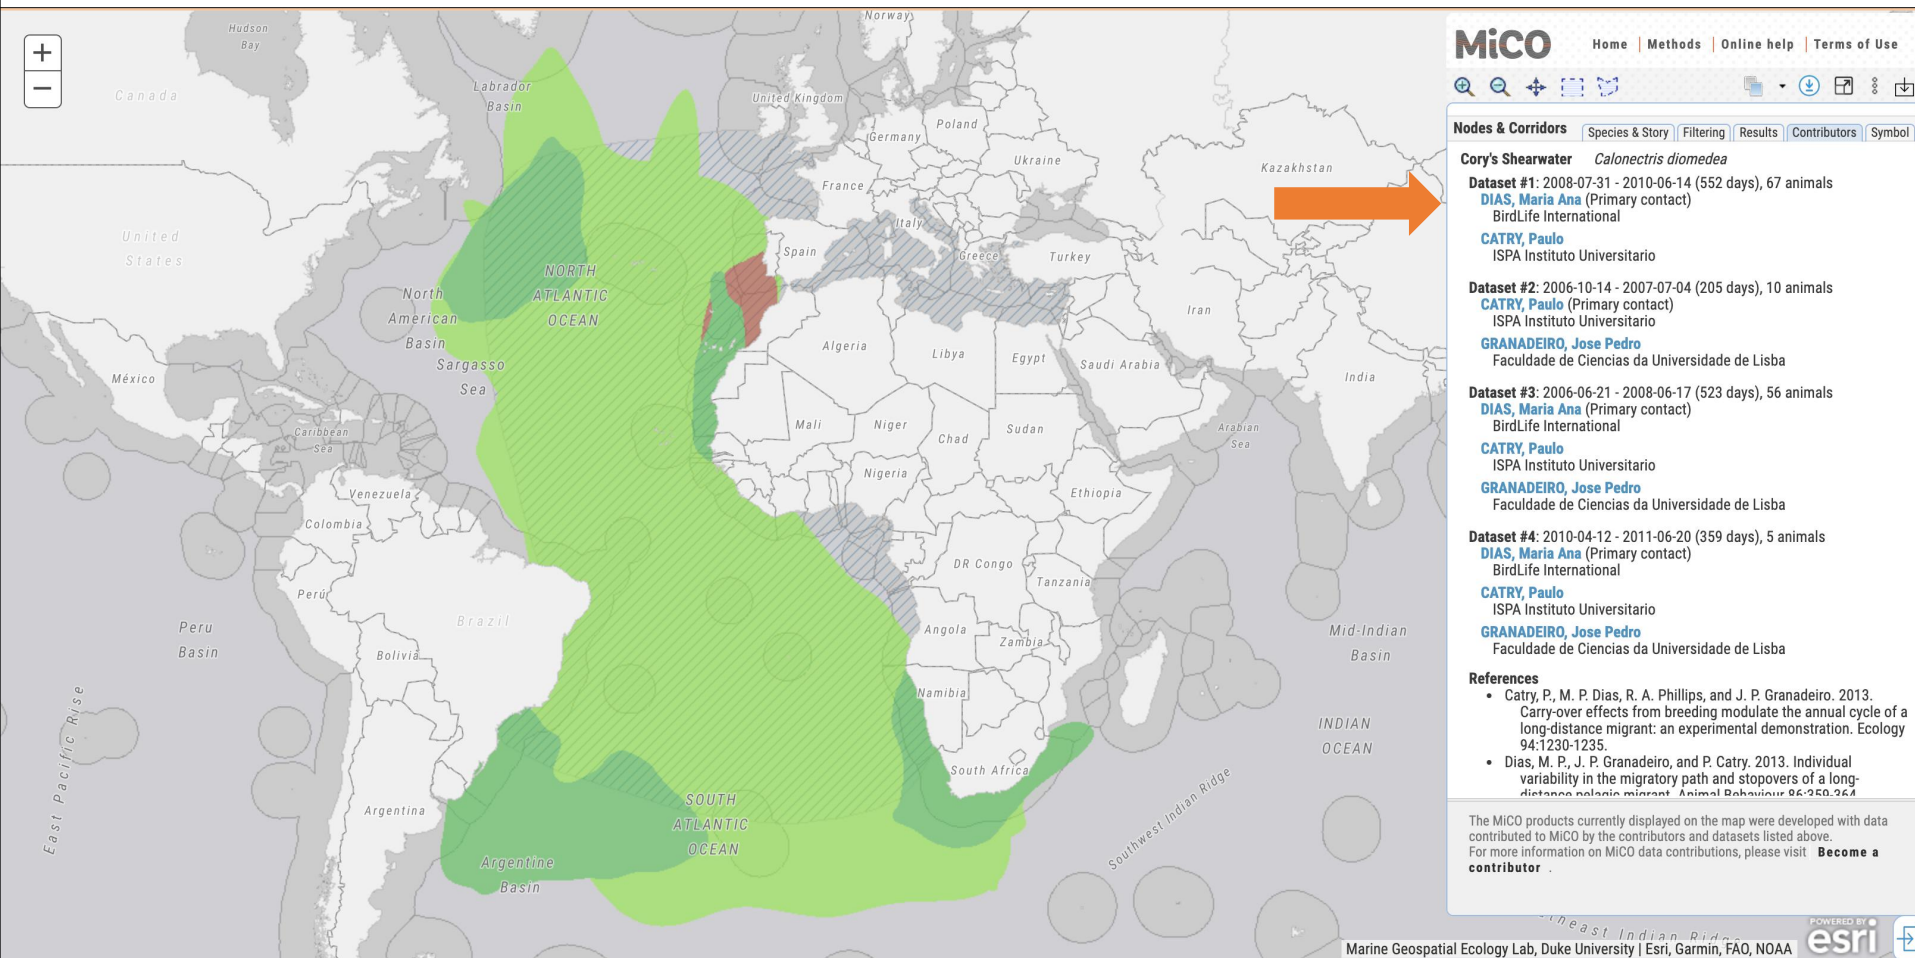 +
−
Hudson
Bay
Canada
Labrador
Basin
Norway
United Kingdom
Poland
Germany
Ukraine
France
Kazakhstan
Italy
Spain
Greece
Turkey
United
States
NORTH
ATLANTIC
OCEAN
North
American
Basin
Sargasso
Sea
Iran
Algeria
Libya
Egypt
Saudi Arabia
India
México
Caribbean
Sea
Mali
Niger
Chad
Sudan
Arabian
Sea
Nigeria
Ethiopia
Venezuela
Colombia
DR Congo
Tanzania
Perú
Brazil
Peru
Basin
Bolivia
Angola
Zambia
Mid-Indian
Basin
Namibia
East Pacific Rise
INDIAN
OCEAN
South Africa
Argentina
SOUTH
ATLANTIC
OCEAN
Southwest Indian Ridge
Argentine
Basin
MiCO
Home | Methods | Online help | Terms of Use
Nodes & Corridors Species & Story Filtering Results Contributors Symbol
Cory's Shearwater Calonectris diomedea
Dataset #1: 2008-07-31 - 2010-06-14 (552 days), 67 animals
DIAS, Maria Ana (Primary contact)
BirdLife International
CATRY, Paulo
ISPA Instituto Universitario
Dataset #2: 2006-10-14 - 2007-07-04 (205 days), 10 animals
CATRY, Paulo (Primary contact)
ISPA Instituto Universitario
GRANADEIRO, Jose Pedro
Faculdade de Ciencias da Universidade de Lisba
Dataset #3: 2006-06-21 - 2008-06-17 (523 days), 56 animals
DIAS, Maria Ana (Primary contact)
BirdLife International
CATRY, Paulo
ISPA Instituto Universitario
GRANADEIRO, Jose Pedro
Faculdade de Ciencias da Universidade de Lisba
Dataset #4: 2010-04-12 - 2011-06-20 (359 days), 5 animals
DIAS, Maria Ana (Primary contact)
BirdLife International
CATRY, Paulo
ISPA Instituto Universitario
GRANADEIRO, Jose Pedro
Faculdade de Ciencias da Universidade de Lisba
References
• Catry, P., M. P. Dias, R. A. Phillips, and J. P. Granadeiro. 2013.
Carry-over effects from breeding modulate the annual cycle of a
long-distance migrant: an experimental demonstration. Ecology
94:1230-1235.
• Dias, M. P., J. P. Granadeiro, and P. Catry. 2013. Individual
variability in the migratory path and stopovers of a long-
distance pelagic migrant. Animal Behaviour 86:359-364
The MiCO products currently displayed on the map were developed with data
contributed to MiCO by the contributors and datasets listed above.
For more information on MiCO data contributions, please visit Become a
contributor .
east Indian Ridge
POWERED BY
esri
Marine Geospatial Ecology Lab, Duke University | Esri, Garmin, FAO, NOAA